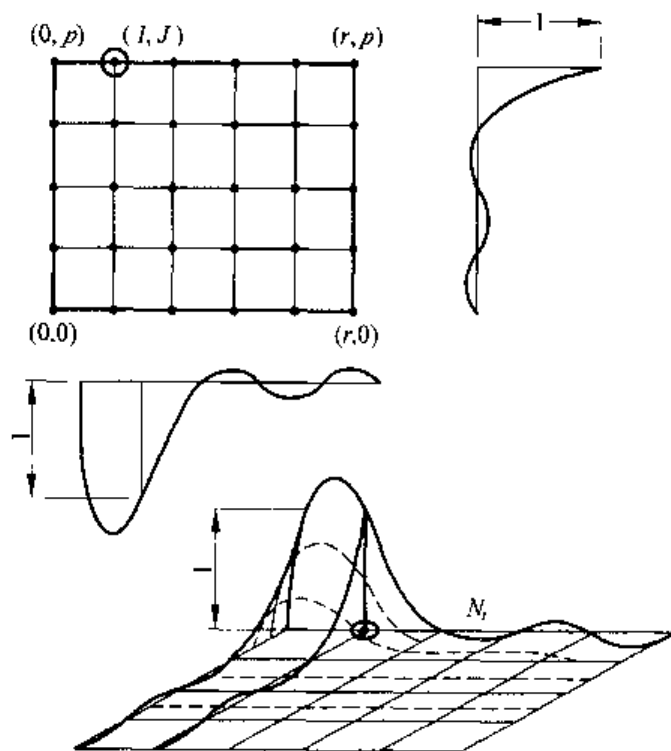 (0, p) (I, J) (r, p)
1
(0,0) (r,0)
1
1
N_i